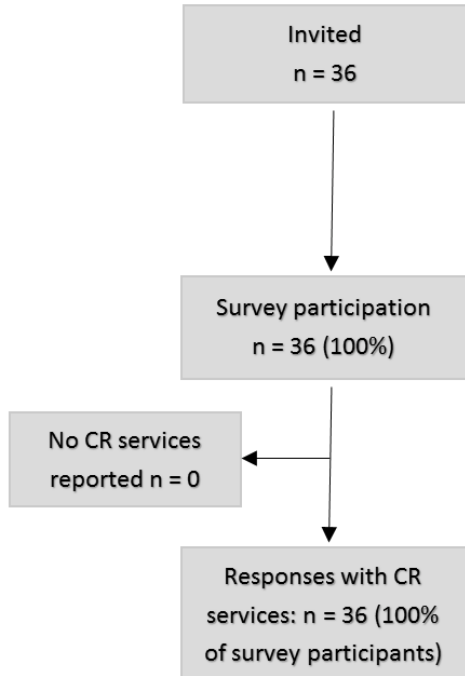 Invited
n = 36
Survey participation
n = 36 (100%)
No CR services
reported n = 0
Responses with CR
services: n = 36 (100%
of survey participants)